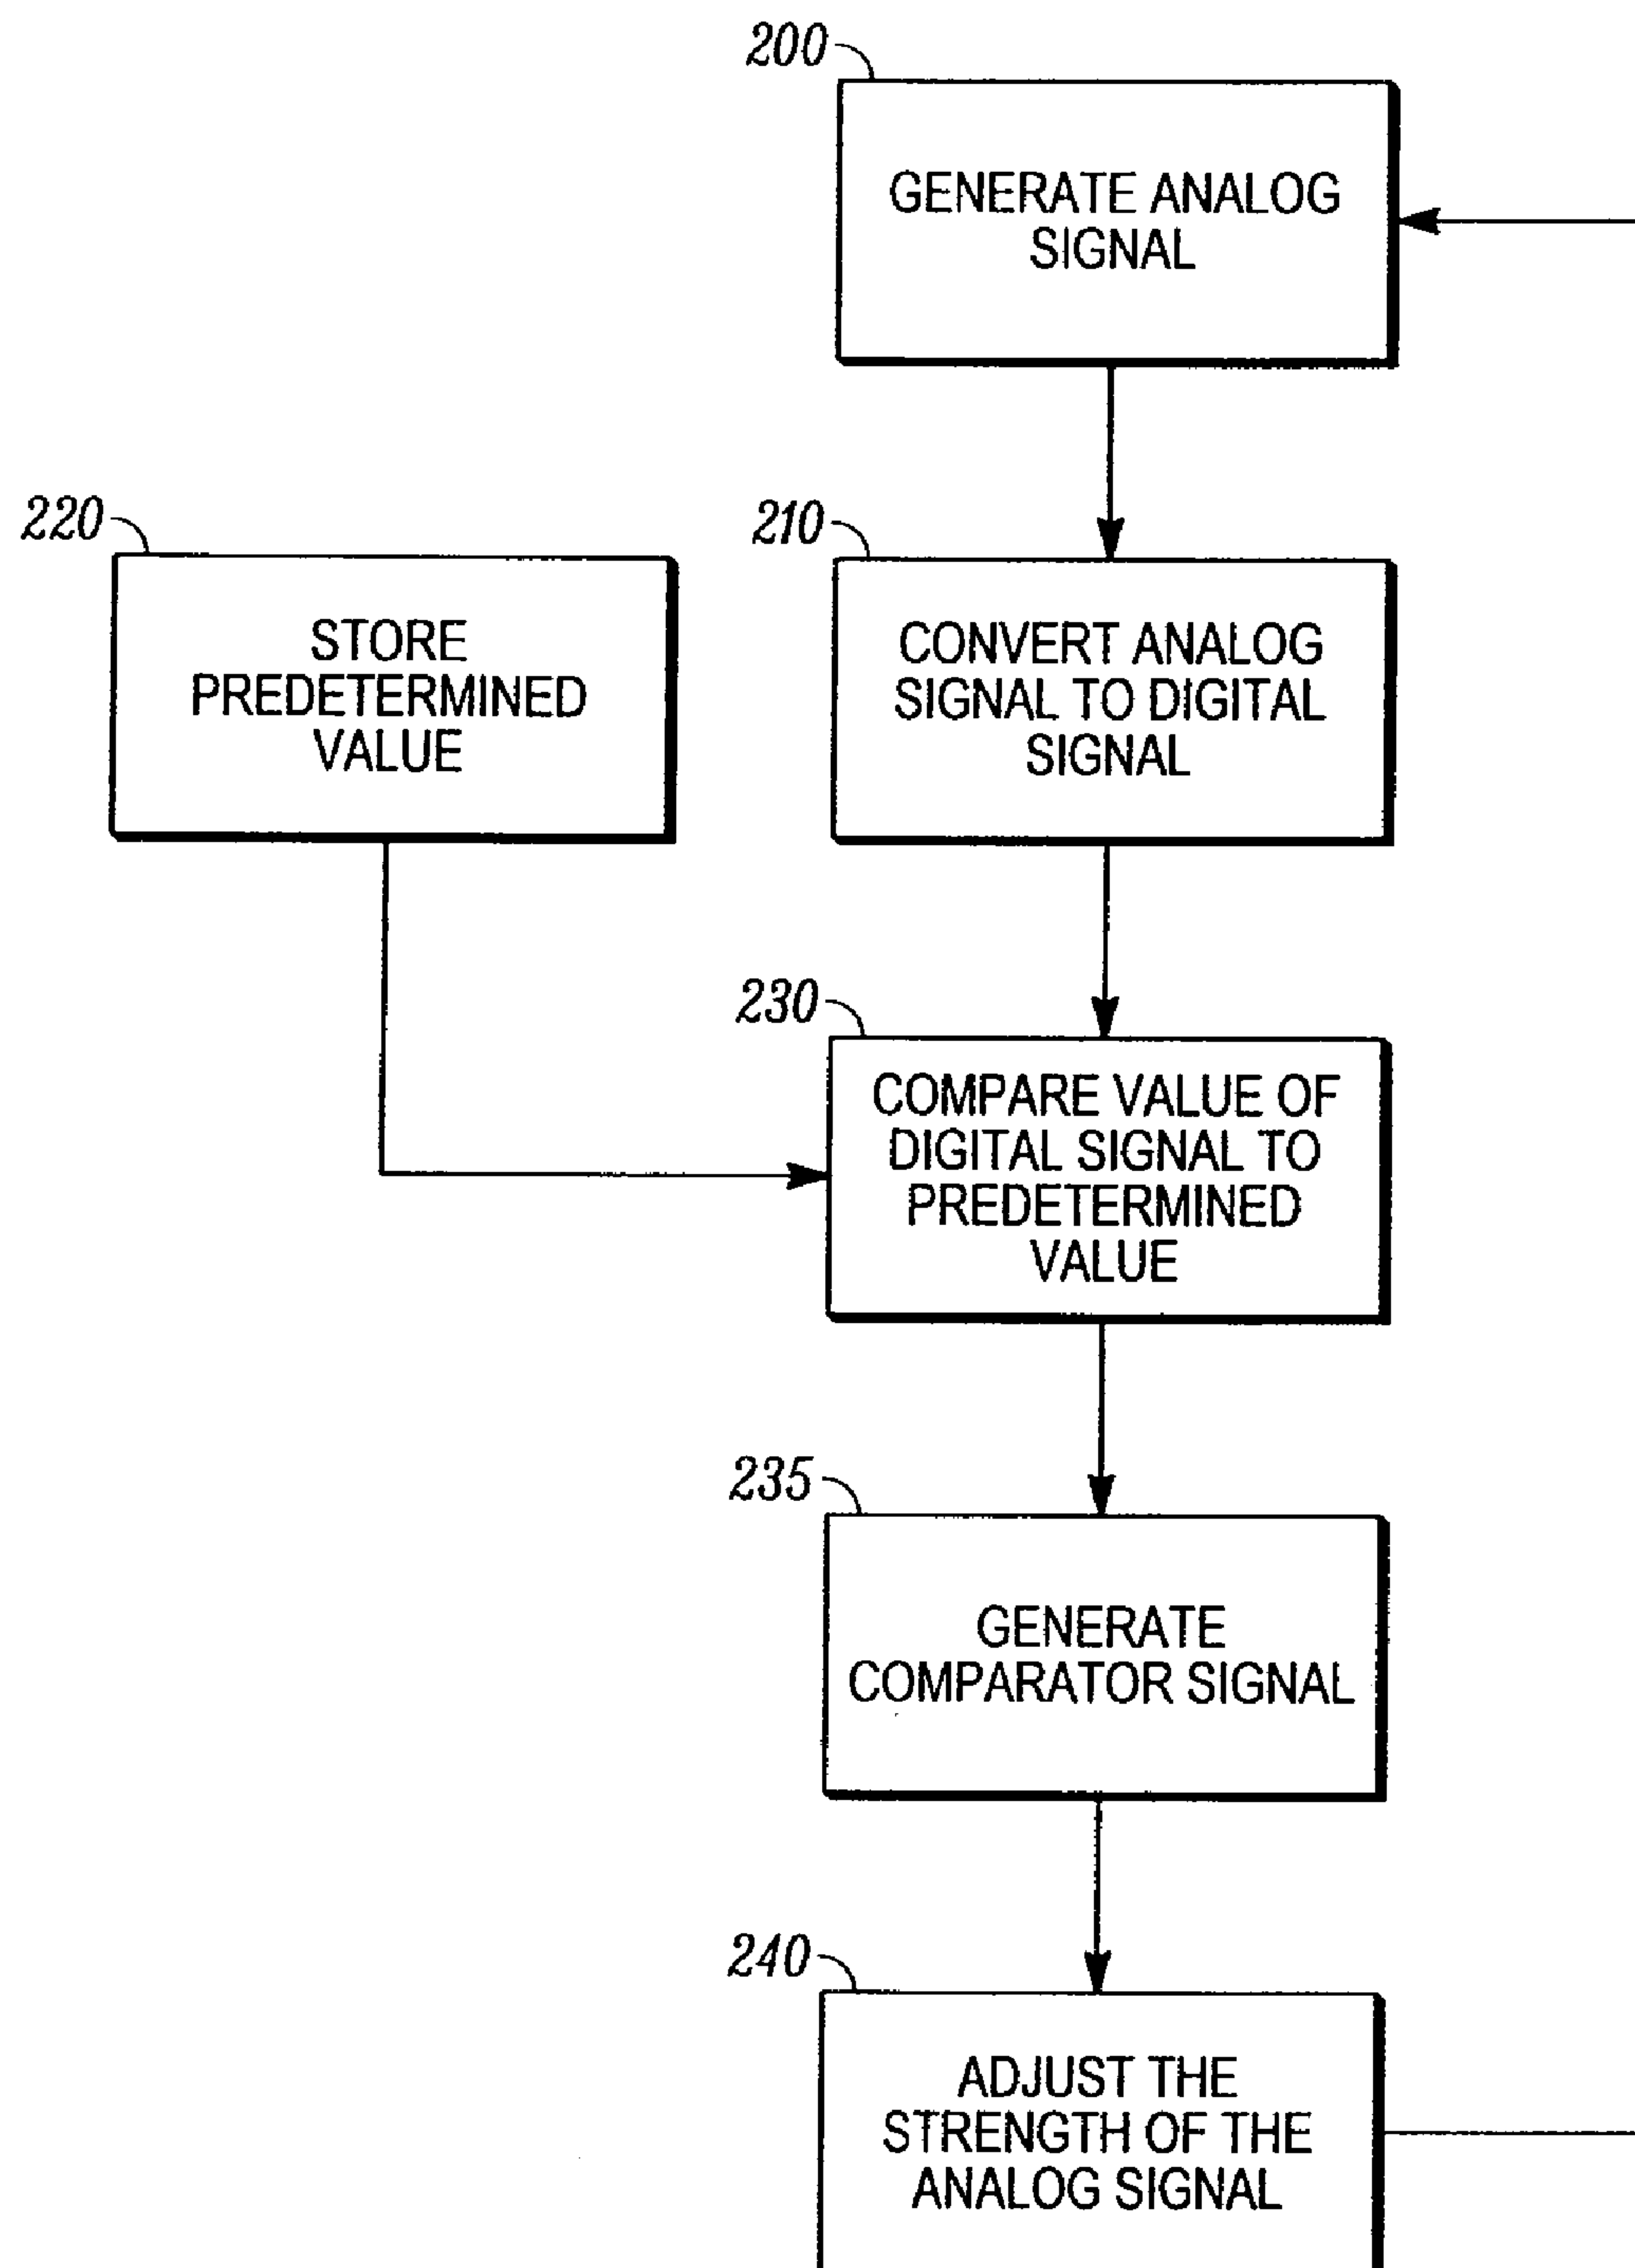 200
GENERATE ANALOG
SIGNAL
220
STORE
PREDETERMINED
VALUE
210
CONVERT ANALOG
SIGNAL TO DIGITAL
SIGNAL
230
COMPARE VALUE OF
DIGITAL SIGNAL TO
PREDETERMINED
VALUE
235
GENERATE
COMPARATOR SIGNAL
240
ADJUST THE
STRENGTH OF THE
ANALOG SIGNAL